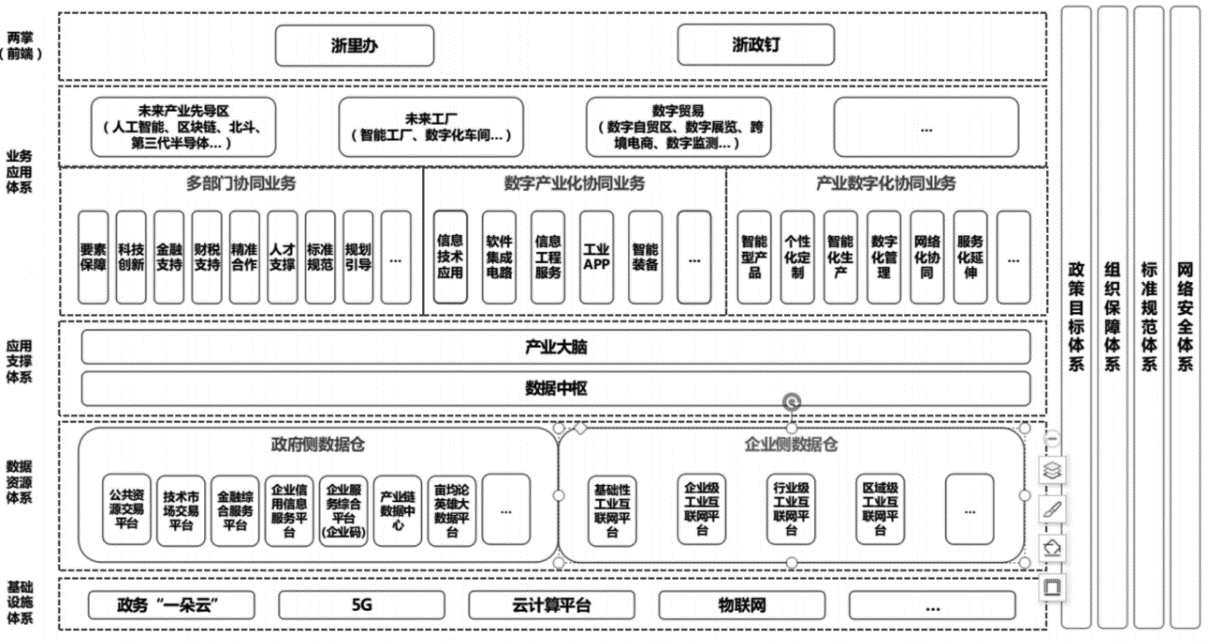 两掌
（前端）
浙里办
浙政钉
业务
应用
体系
未来产业先导区
（人工智能、区块链、北斗、
第三代半导体...）
未来工厂
（智能工厂、数字化车间...）
数字贸易
（数字自贸区、数字展览、跨
境电商、数字监测...）
...
多部门协同业务
要素
保障
科技
创新
金融
支持
财税
支持
精准
合作
人才
支撑
标准
规范
规划
引导
...
数字产业化协同业务
信息
技术
应用
软件
集成
电路
信息
工程
服务
工业
APP
智能
装备
...
产业数字化协同业务
智能
型产
品
个性
化定
制
智能
化生
产
数字
化管
理
网络
化协
同
服务
化延
伸
...
应用
支撑
体系
产业大脑
数据中枢
数据
资源
体系
政府侧数据仓
公共资
源交易
平台
技术市
场交易
平台
金融综
合服务
平台
企业信
用信息
服务平
台
企业服
务综合
平台
(企业码)
产业链
数据中
心
亩均论
英雄大
数据平
台
...
企业侧数据仓
基础性
工业互
联网平
台
企业级
工业互
联网平
台
行业级
工业互
联网平
台
区域级
工业互
联网平
台
...
基础
设施
体系
政务“一朵云”
5G
云计算平台
物联网
...
政策目标体系
组织保障体系
标准规范体系
网络安全体系